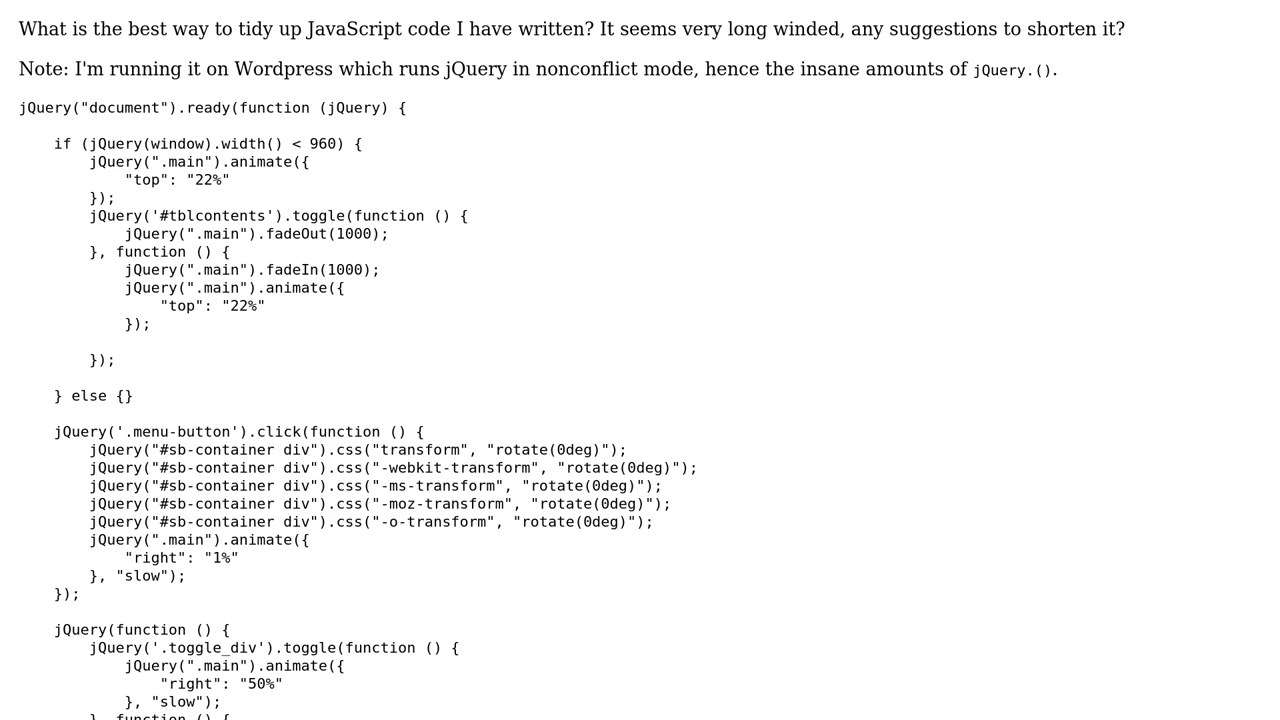 What is the best way to tidy up JavaScript code I have written? It seems very long winded, any suggestions to shorten it?
Note: I'm running it on Wordpress which runs jQuery in nonconflict mode, hence the insane amounts of jQuery.().
jQuery("document").ready(function (jQuery) {
    if (jQuery(window).width() < 960) {
        jQuery(".main").animate({
            "top": "22%"
        });
        jQuery('#tblcontents').toggle(function () {
            jQuery(".main").fadeOut(1000);
        }, function () {
            jQuery(".main").fadeIn(1000);
            jQuery(".main").animate({
                "top": "22%"
            });
        });
    } else {}
    jQuery('.menu-button').click(function () {
        jQuery("#sb-container div").css("transform", "rotate(0deg)");
        jQuery("#sb-container div").css("-webkit-transform", "rotate(0deg)");
        jQuery("#sb-container div").css("-ms-transform", "rotate(0deg)");
        jQuery("#sb-container div").css("-moz-transform", "rotate(0deg)");
        jQuery("#sb-container div").css("-o-transform", "rotate(0deg)");
        jQuery(".main").animate({
            "right": "1%"
        }, "slow");
    });
    jQuery(function () {
        jQuery('.toggle_div').toggle(function () {
            jQuery(".main").animate({
                "right": "50%"
            }, "slow");
        }, function () {